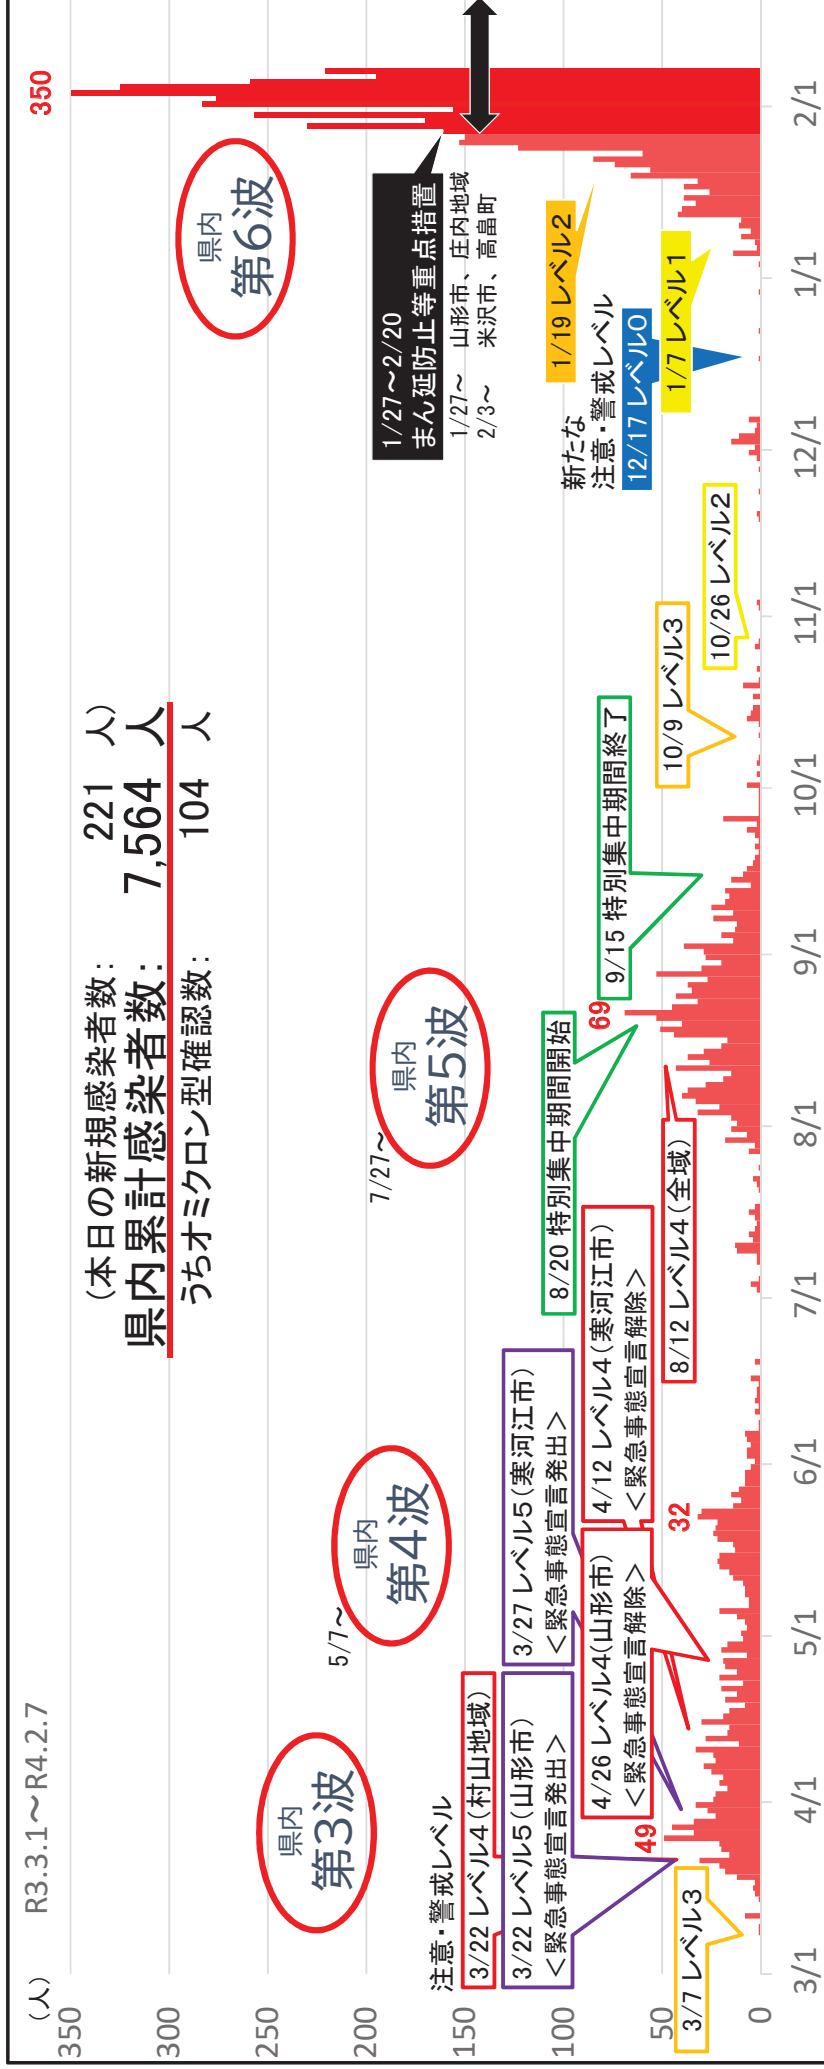 R3.3.1～R4.2.7
（人）
350
300
250
200
150
100
50
0
3/1
4/1
5/1
6/1
7/1
8/1
9/1
10/1
11/1
12/1
1/1
2/1
（本日の新規感染者数： 221 人）
県内累計感染者数： 7,564 人
うちオミクロン型確認数： 104 人
県内
第3波
5/7～
県内
第4波
7/27～
県内
第5波
県内
第6波
注意・警戒レベル
3/7 レベル3
3/22 レベル4（村山地域）
3/22 レベル5（山形市）
＜緊急事態宣言発出＞
3/27 レベル5（寒河江市）
＜緊急事態宣言発出＞
4/12 レベル4（寒河江市）
＜緊急事態宣言解除＞
4/26 レベル4（山形市）
＜緊急事態宣言解除＞
8/12 レベル4（全域）
8/20 特別集中期間開始
9/15 特別集中期間終了
10/9 レベル3
10/26 レベル2
新たな
注意・警戒レベル
12/17 レベル0
1/7 レベル1
1/19 レベル2
1/27～2/20
まん延防止等重点措置
1/27～ 山形市、庄内地域
2/3～ 米沢市、高畠町
49
32
69
350